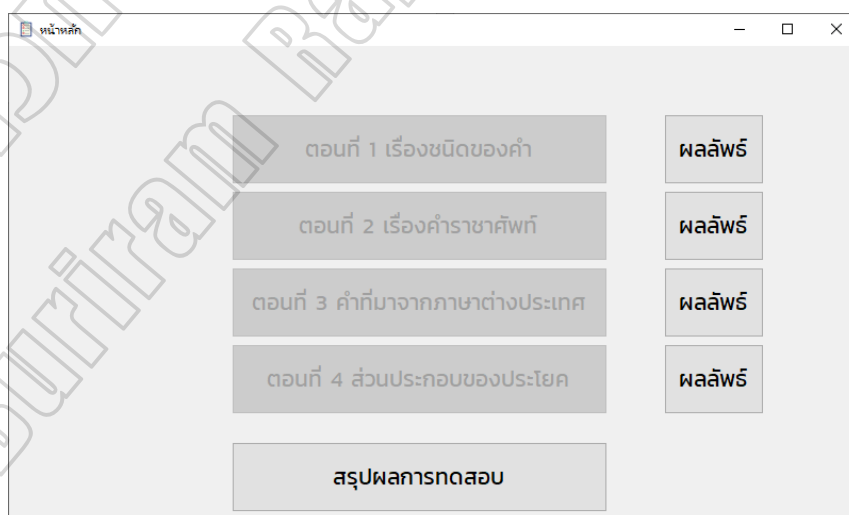 หน้าหลัก
ตอนที่ 1 เรื่องชนิดของคำ
ผลลัพธ์
ตอนที่ 2 เรื่องคำราชาศัพท์
ผลลัพธ์
ตอนที่ 3 คำที่มาจากภาษาต่างประเทศ
ผลลัพธ์
ตอนที่ 4 ส่วนประกอบของประโยค
ผลลัพธ์
สรุปผลการทดสอบ
Buriram Ra